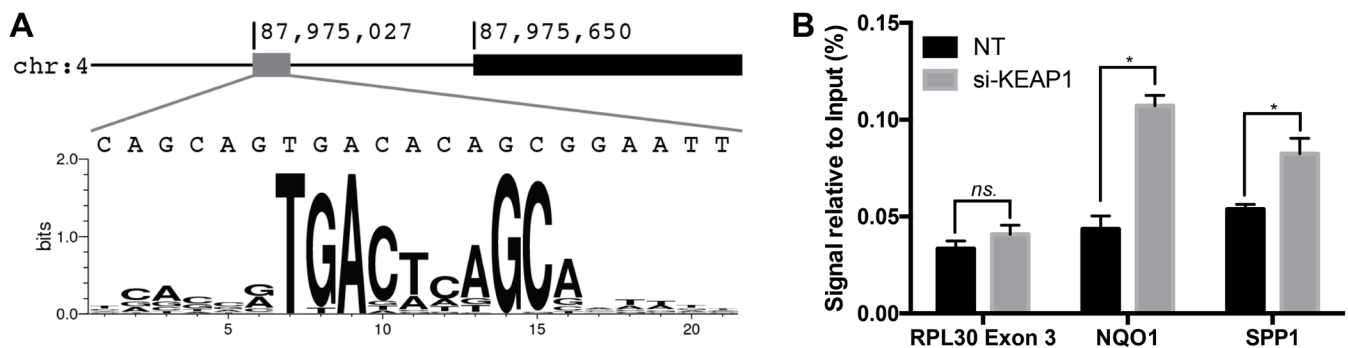 A
87,975,027
87,975,650
chr:4
C A G C A G T G A C A C A G C G G A A T T
2.0
1.0
0.0
bits
T G A C T C A G C A
5
10
15
20
B
Signal relative to Input (%)
0.15
0.10
0.05
0.00
NT
si-KEAP1
ns.
*
*
RPL30 Exon 3
NQO1
SPP1